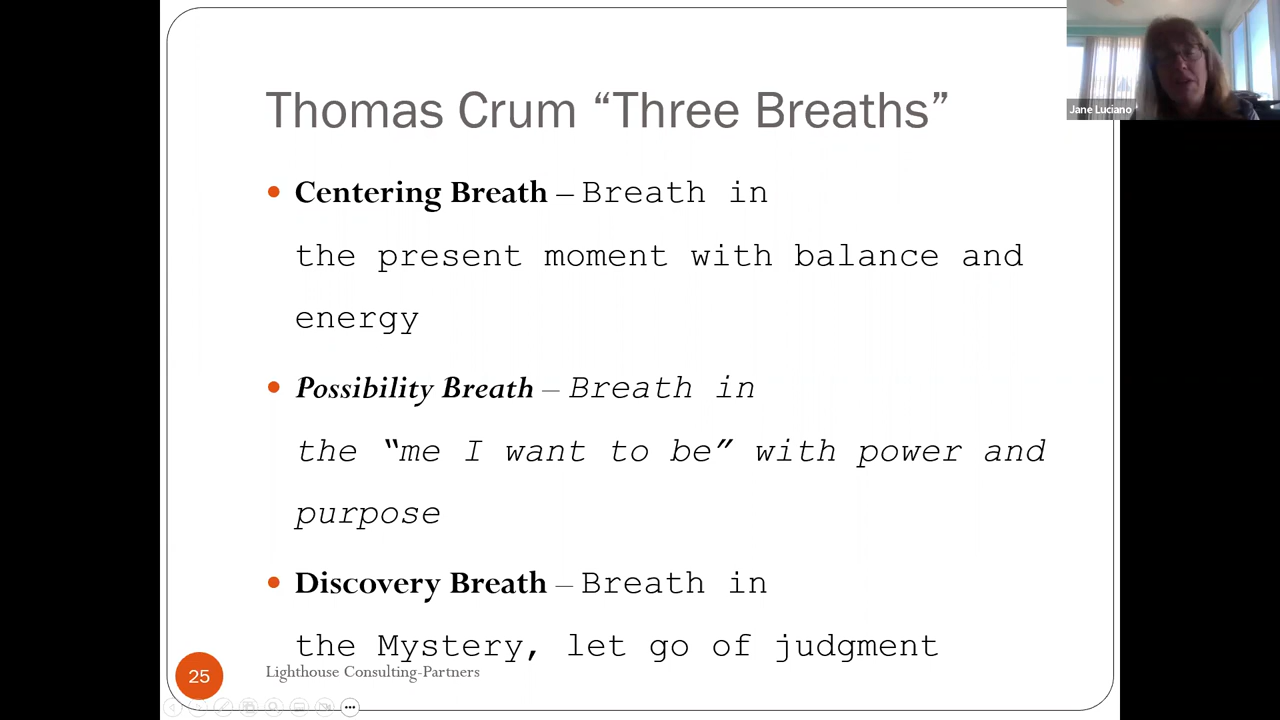 Thomas Crum “Three Breaths”
Jane Luciano
• Centering Breath – Breath in
the present moment with balance and
energy
• Possibility Breath – Breath in
the “me I want to be” with power and
purpose
• Discovery Breath – Breath in
the Mystery, let go of judgment
25
Lighthouse Consulting-Partners